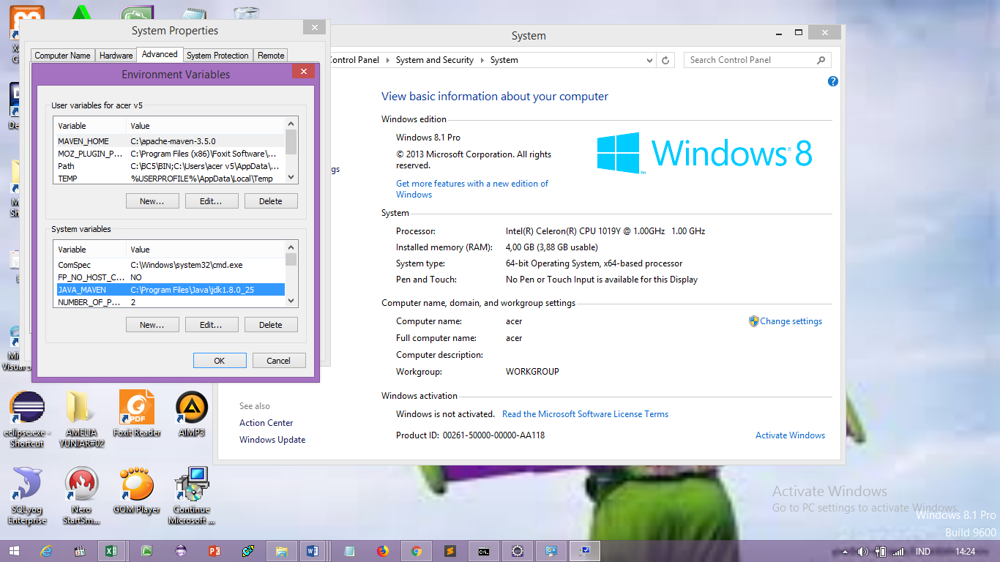 System Properties
Computer Name Hardware Advanced System Protection Remote
Environment Variables
User variables for acer v5
Variable Value
MAVEN_HOME C:\apache-maven-3.5.0
MOZ_PLUGIN_P... C:\Program Files (x86)\Foxit Software\...
Path C:\BC5\BIN;C:\Users\acer v5\AppData\...
TEMP %USERPROFILE%\AppData\Local\Temp
New... Edit... Delete
System variables
Variable Value
ComSpec C:\Windows\system32\cmd.exe
FP_NO_HOST_C... NO
JAVA_MAVEN C:\Program Files\Java\jdk1.8.0_25
NUMBER_OF_P... 2
New... Edit... Delete
OK Cancel
System
Control Panel System and Security System
Search Control Panel
View basic information about your computer
Windows edition
Windows 8.1 Pro
© 2013 Microsoft Corporation. All rights
reserved.
Get more features with a new edition of
Windows
Windows 8
System
Processor: Intel(R) Celeron(R) CPU 1019Y @ 1.00GHz 1.00 GHz
Installed memory (RAM): 4,00 GB (3,88 GB usable)
System type: 64-bit Operating System, x64-based processor
Pen and Touch: No Pen or Touch Input is available for this Display
Computer name, domain, and workgroup settings
Computer name: acer
Change settings
Full computer name: acer
Computer description:
Workgroup: WORKGROUP
Windows activation
Windows is not activated. Read the Microsoft Software License Terms
Product ID: 00261-50000-00000-AA118
Activate Windows
See also
Action Center
Windows Update
eclipse.exe -
Shortcut
AMELIA
YUNIAR#02
PDF
Foxit Reader
AIMP3
SQLyog
Enterprise
Nero
StartSm...
GOM Player
Continue
Microsoft ...
Activate Windows
Go to PC settings to activate Windows.
Windows 8.1 Pro
Build 9600
IND 14:24